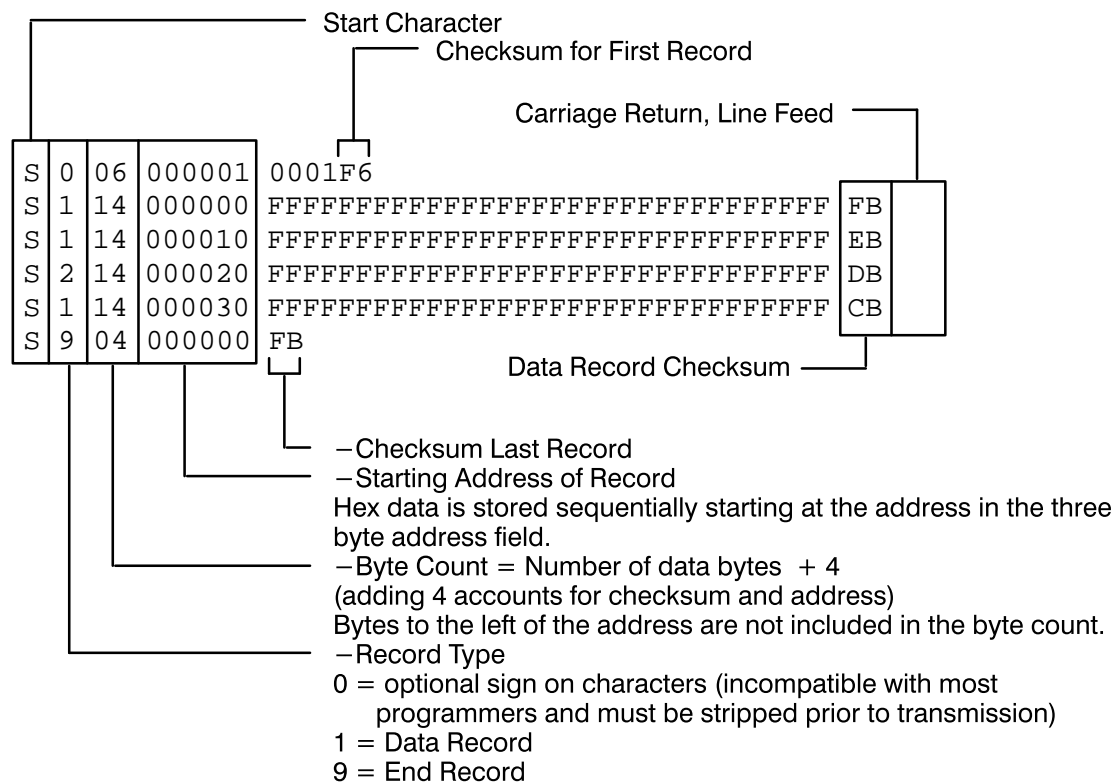 Start Character
Checksum for First Record
Carriage Return, Line Feed
S 0 06 000001 0001F6
S 1 14 000000 FFFFFFFFFFFFFFFFFFFFFFFFFFFFFFFF FB
S 1 14 000010 FFFFFFFFFFFFFFFFFFFFFFFFFFFFFFFF EB
S 2 14 000020 FFFFFFFFFFFFFFFFFFFFFFFFFFFFFFFF DB
S 1 14 000030 FFFFFFFFFFFFFFFFFFFFFFFFFFFFFFFF CB
S 9 04 000000 FB
Data Record Checksum
−Checksum Last Record
−Starting Address of Record
Hex data is stored sequentially starting at the address in the three
byte address field.
−Byte Count = Number of data bytes + 4
(adding 4 accounts for checksum and address)
Bytes to the left of the address are not included in the byte count.
−Record Type
0 = optional sign on characters (incompatible with most
programmers and must be stripped prior to transmission)
1 = Data Record
9 = End Record